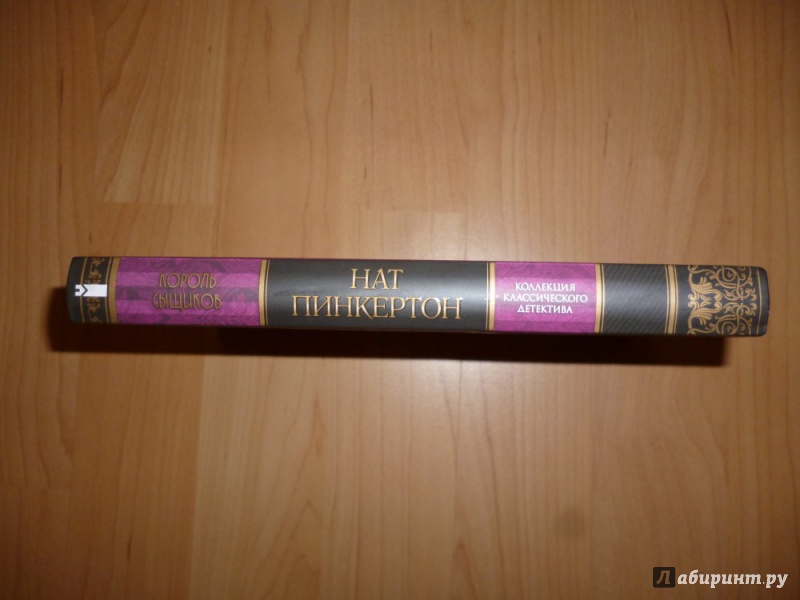 КОРОЛЬ
СЫЩИКОВ
НАТ
ПИНКЕРТОН
КОЛЛЕКЦИЯ
КЛАССИЧЕСКОГО
ДЕТЕКТИВА
Лабиринт.ру